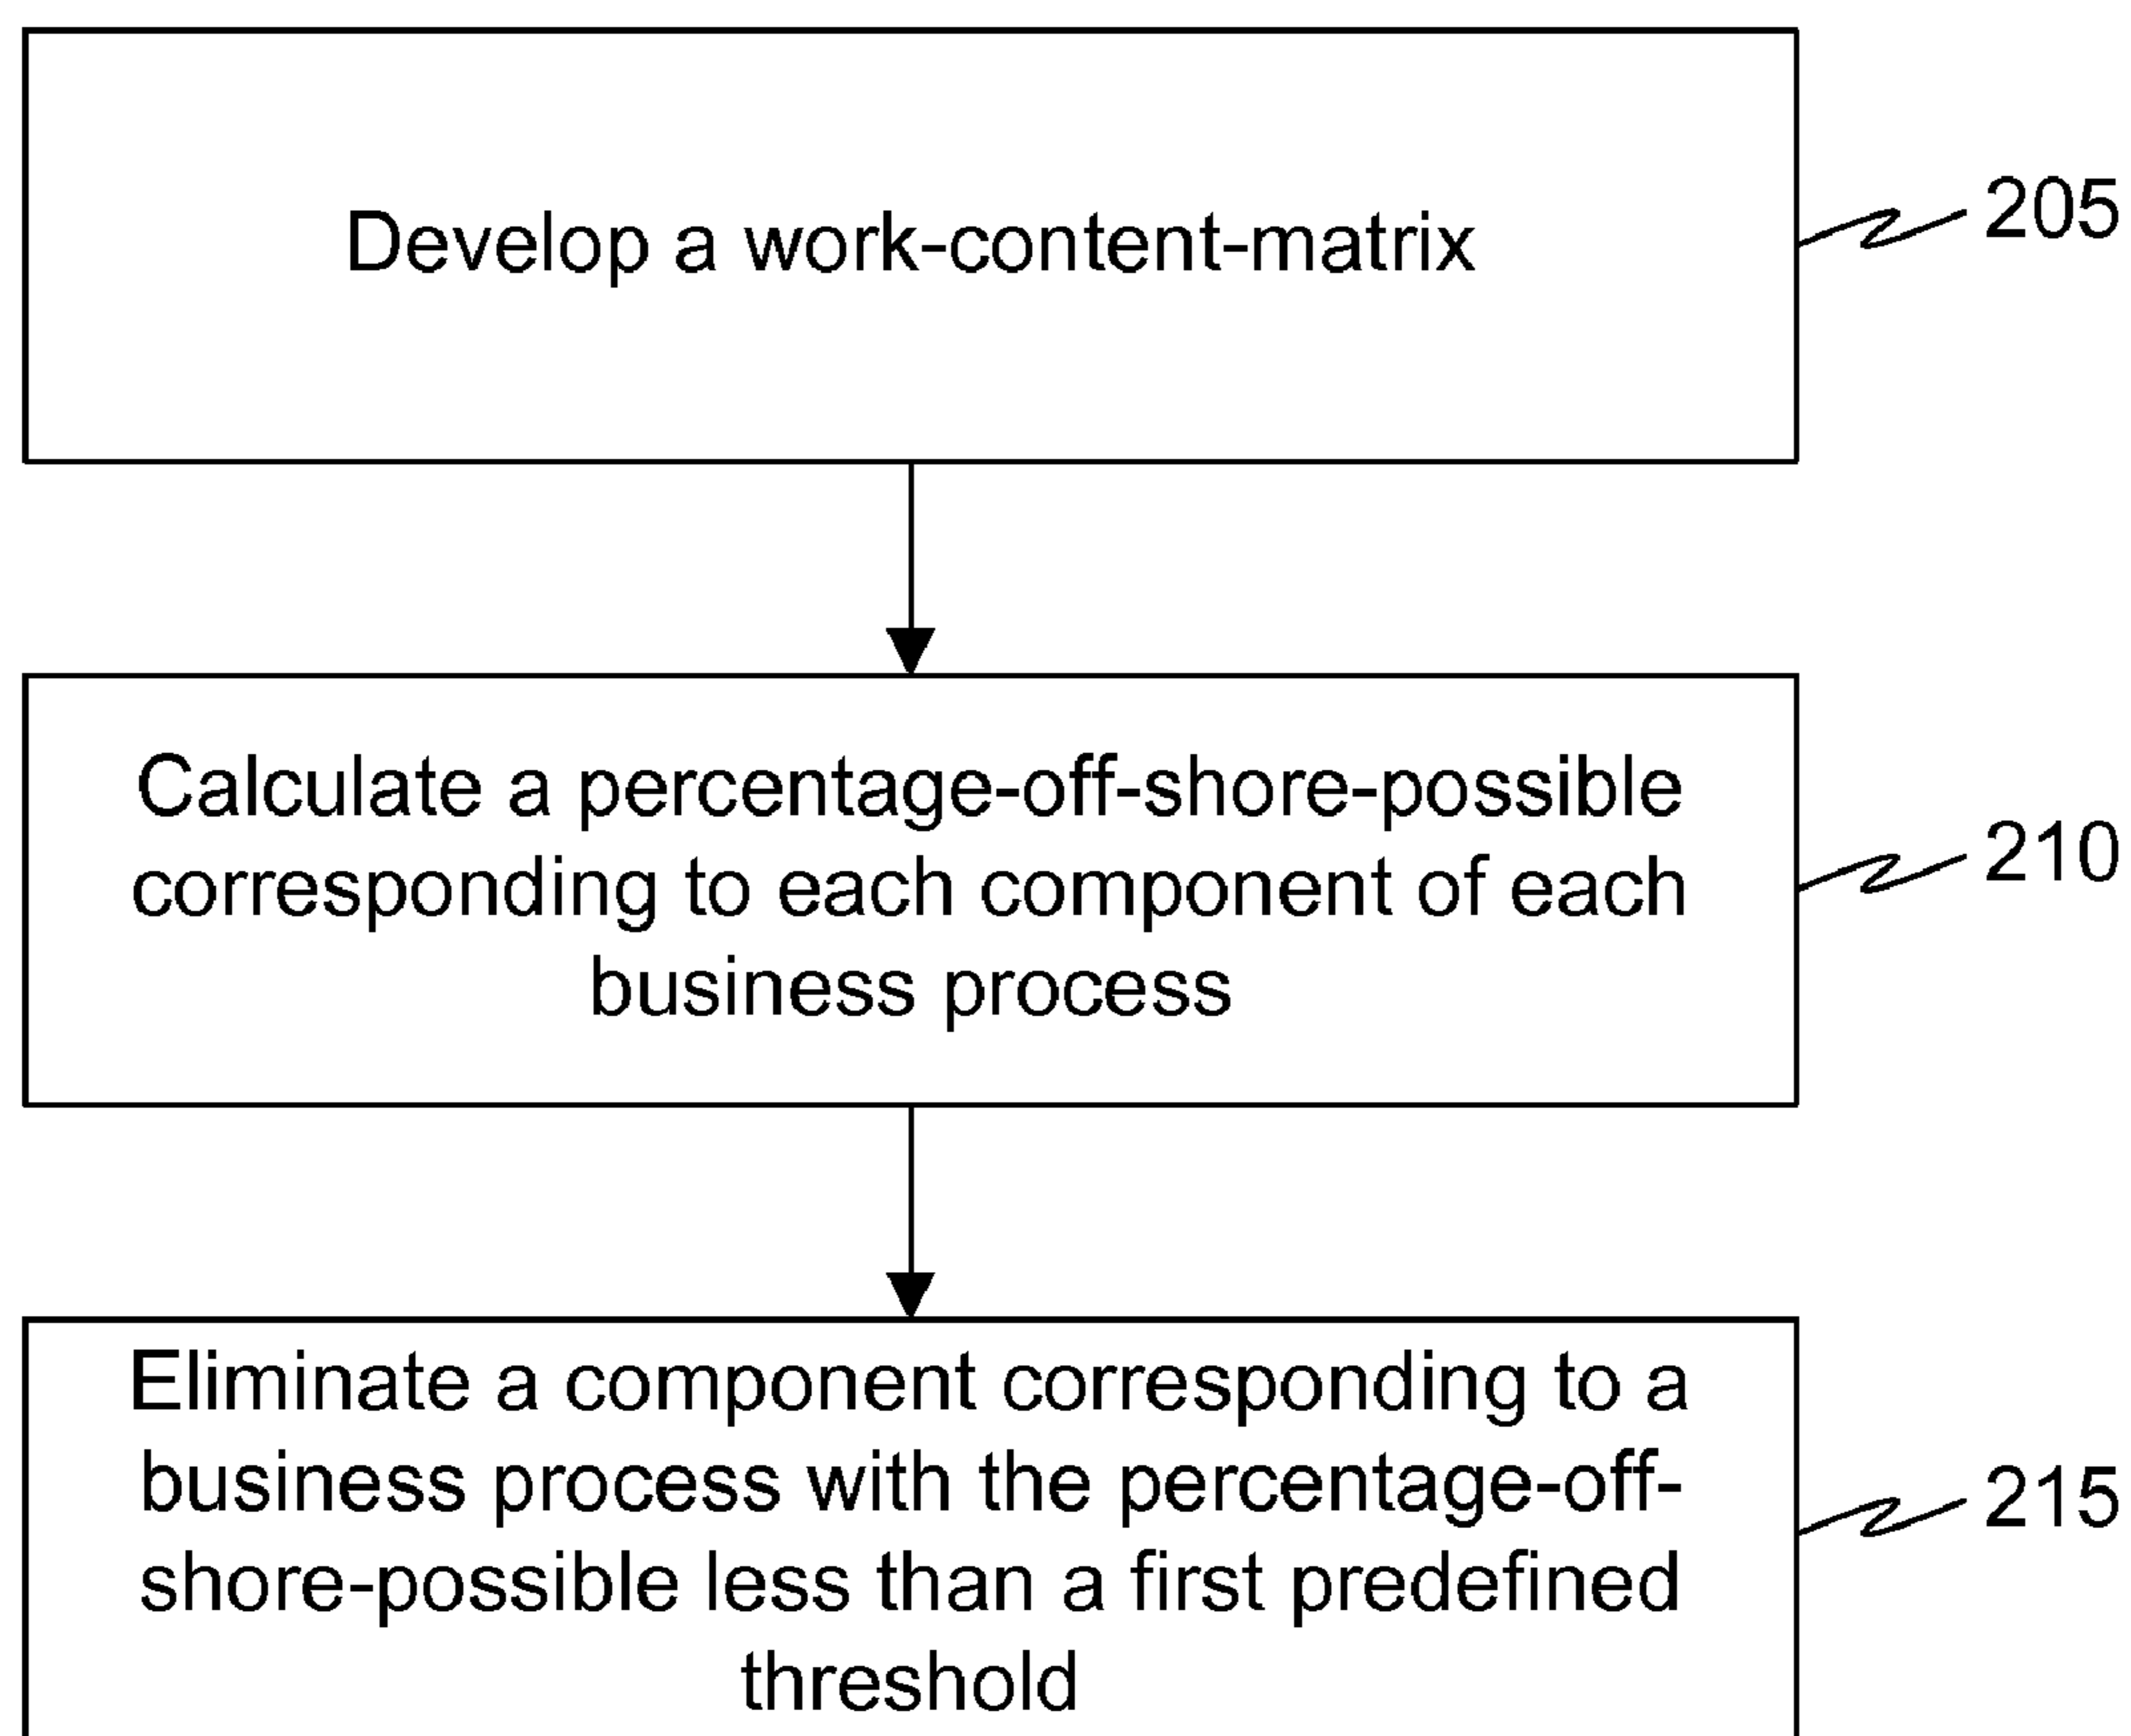 Develop a work-content-matrix
205
Calculate a percentage-off-shore-possible
corresponding to each component of each
business process
210
Eliminate a component corresponding to a
business process with the percentage-off-
shore-possible less than a first predefined
threshold
215